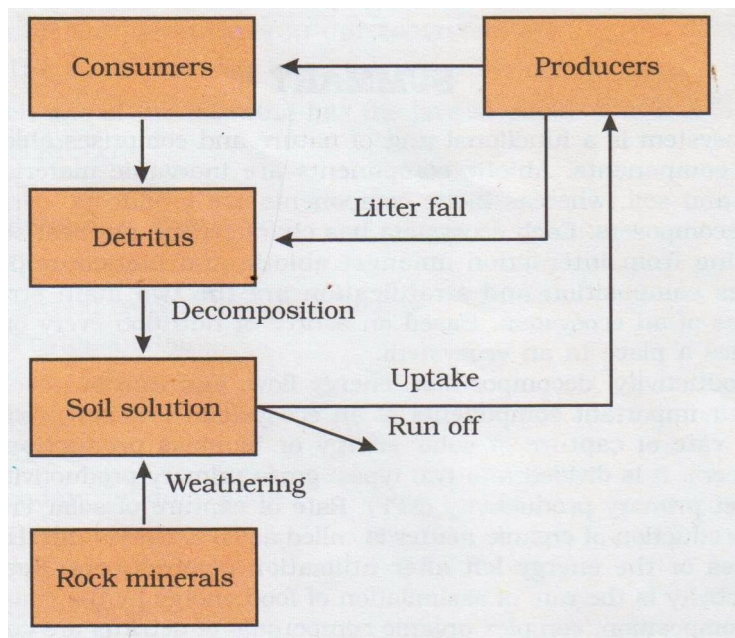 Consumers
Producers
Litter fall
Detritus
Decomposition
Uptake
Soil solution
Run off
Weathering
Rock minerals